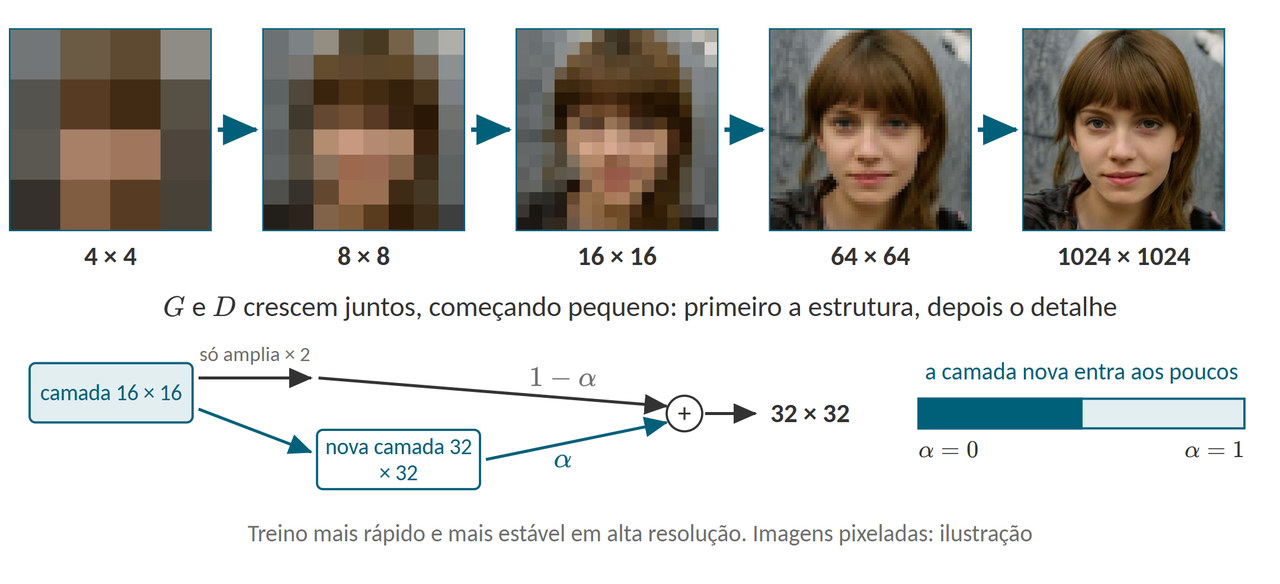 4 × 4
8 × 8
16 × 16
64 × 64
1024 × 1024
G e D crescem juntos, começando pequeno: primeiro a estrutura, depois o detalhe
só amplia × 2
camada 16 × 16
1 − α
nova camada 32
× 32
α
+
32 × 32
a camada nova entra aos poucos
α = 0
α = 1
Treino mais rápido e mais estável em alta resolução. Imagens pixeladas: ilustração